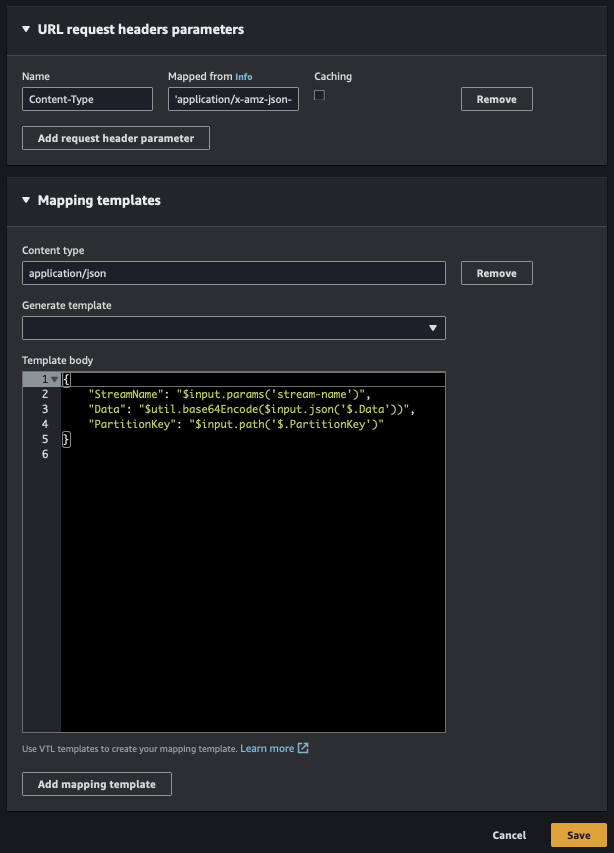 URL request headers parameters
Name Mapped from Info Caching
Content-Type 'application/x-amz-json- Remove
Add request header parameter
Mapping templates
Content type
application/json Remove
Generate template
Template body
1 {
2 "StreamName": "$input.params('stream-name')",
3 "Data": "$util.base64Encode($input.json('$.Data'))",
4 "PartitionKey": "$input.path('$.PartitionKey')"
5 }
6
Use VTL templates to create your mapping template. Learn more
Add mapping template
Cancel Save